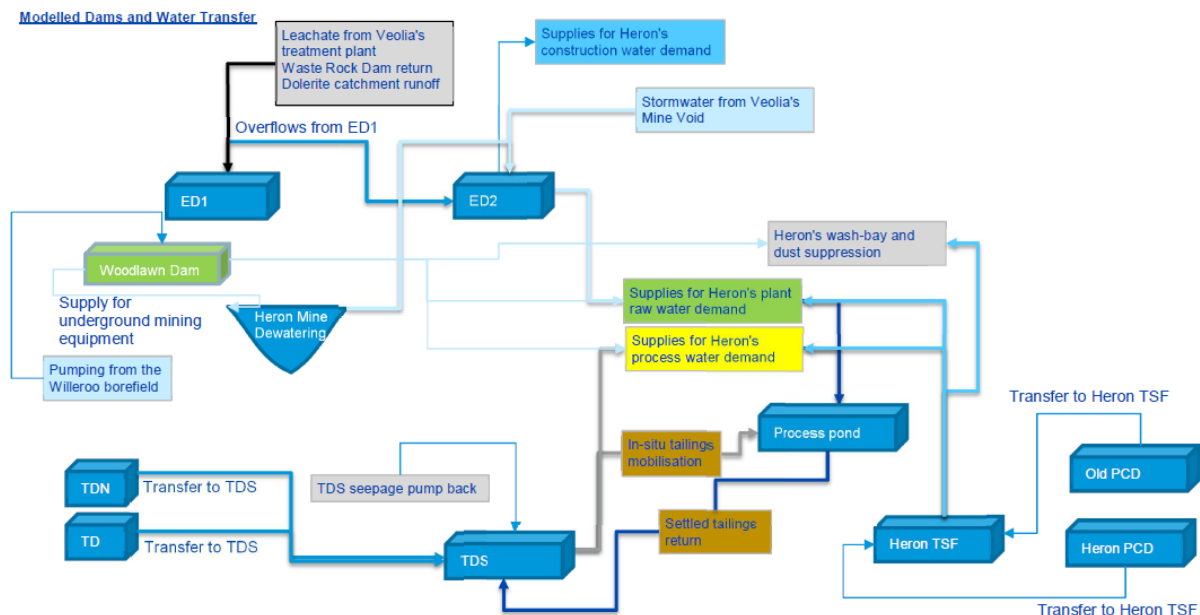 Modelled Dams and Water Transfer
Leachate from Veolia's
treatment plant
Waste Rock Dam return
Dolerite catchment runoff
Supplies for Heron's
construction water demand
Stormwater from Veolia's
Mine Void
Overflows from ED1
ED1
ED2
Heron's wash-bay and
dust suppression
Woodlawn Dam
Supply for
underground mining
equipment
Heron Mine
Dewatering
Supplies for Heron's plant
raw water demand
Supplies for Heron's
process water demand
Pumping from the
Willeroo borefield
Transfer to Heron TSF
Process pond
In-situ tailings
mobilisation
Old PCD
TDN
Transfer to TDS
TDS seepage pump back
TD
Transfer to TDS
Settled tailings
return
TDS
Heron TSF
Heron PCD
Transfer to Heron TSF